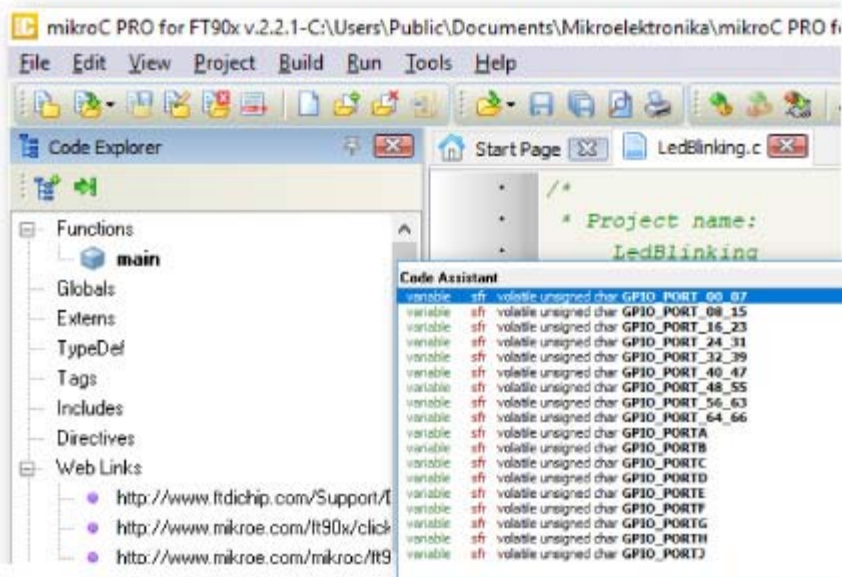 mikroC PRO for FT90x v.2.2.1-C:\Users\Public\Documents\Mikroelektronika\mikroC PRO f
File Edit View Project Build Run Tools Help
Code Explorer
Start Page LedBlinking.c
Functions
main
Globals
Externs
TypeDef
Tags
Includes
Directives
Web Links
http://www.ftdichip.com/Support/
http://www.mikroe.com/ft90x/click
http://www.mikroe.com/mikroc/ft9
/*
* Project name:
LedBlinking
Code Assistant
variable sfr volatile unsigned char GPIO_PORT_00_07
variable sfr volatile unsigned char GPIO_PORT_08_15
variable sfr volatile unsigned char GPIO_PORT_16_23
variable sfr volatile unsigned char GPIO_PORT_24_31
variable sfr volatile unsigned char GPIO_PORT_32_39
variable sfr volatile unsigned char GPIO_PORT_40_47
variable sfr volatile unsigned char GPIO_PORT_48_55
variable sfr volatile unsigned char GPIO_PORT_56_63
variable sfr volatile unsigned char GPIO_PORT_64_66
variable sfr volatile unsigned char GPIO_PORTA
variable sfr volatile unsigned char GPIO_PORTB
variable sfr volatile unsigned char GPIO_PORTC
variable sfr volatile unsigned char GPIO_PORTD
variable sfr volatile unsigned char GPIO_PORTE
variable sfr volatile unsigned char GPIO_PORTF
variable sfr volatile unsigned char GPIO_PORTG
variable sfr volatile unsigned char GPIO_PORTH
variable sfr volatile unsigned char GPIO_PORTJ